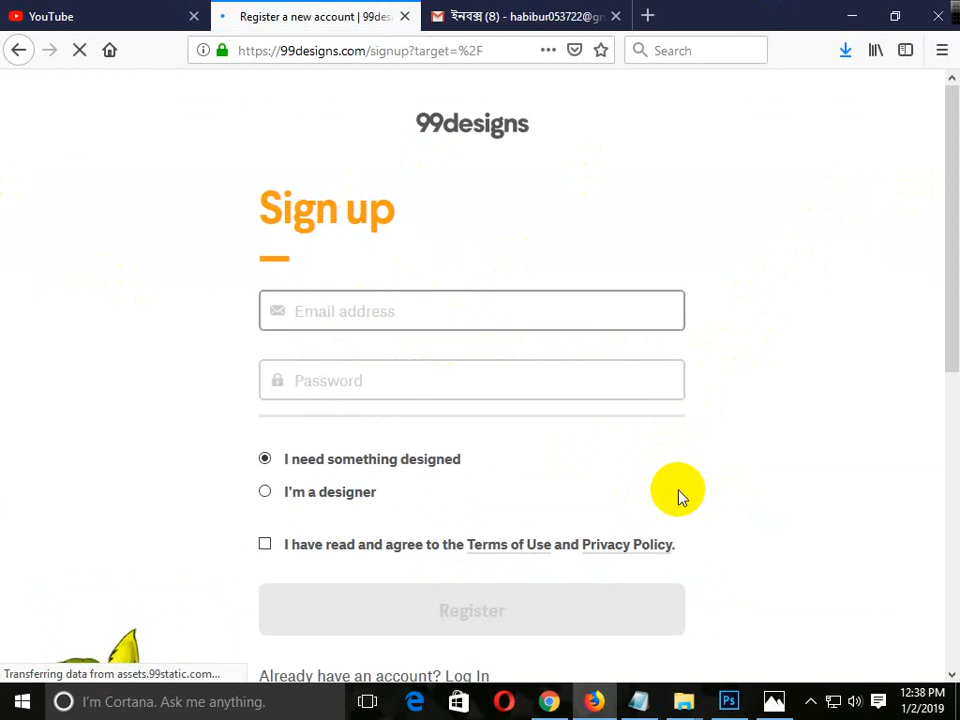 YouTube
Register a new account | 99des
ইনবক্স (8) - habibur053722@gn
https://99designs.com/signup?target=%2F
Search
99designs
Sign up
Email address
Password
I need something designed
I'm a designer
I have read and agree to the Terms of Use and Privacy Policy.
Register
Already have an account? Log In
Transferring data from assets.99static.com...
I'm Cortana. Ask me anything.
12:38 PM
1/2/2019